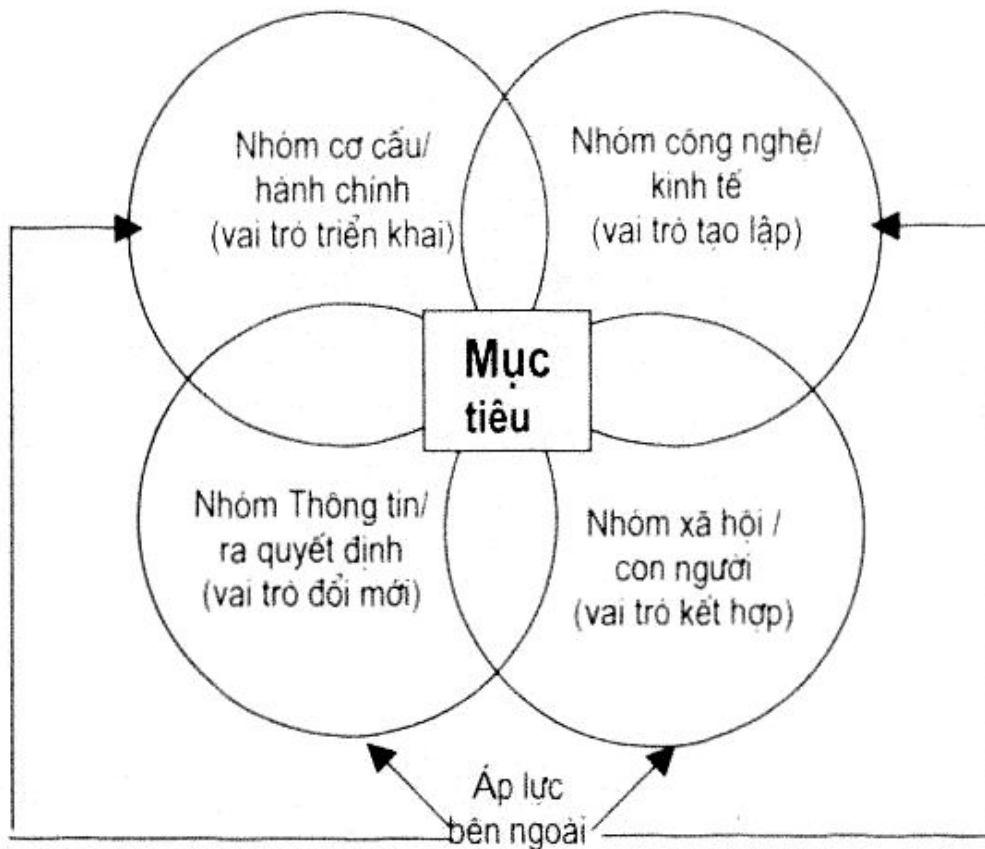 Nhóm cơ cấu/
hành chính
(vai trò triển khai)
Nhóm công nghệ/
kinh tế
(vai trò tạo lập)
Mục
tiêu
Nhóm Thông tin/
ra quyết định
(vai trò đổi mới)
Nhóm xã hội /
con người
(vai trò kết hợp)
Áp lực
bên ngoài